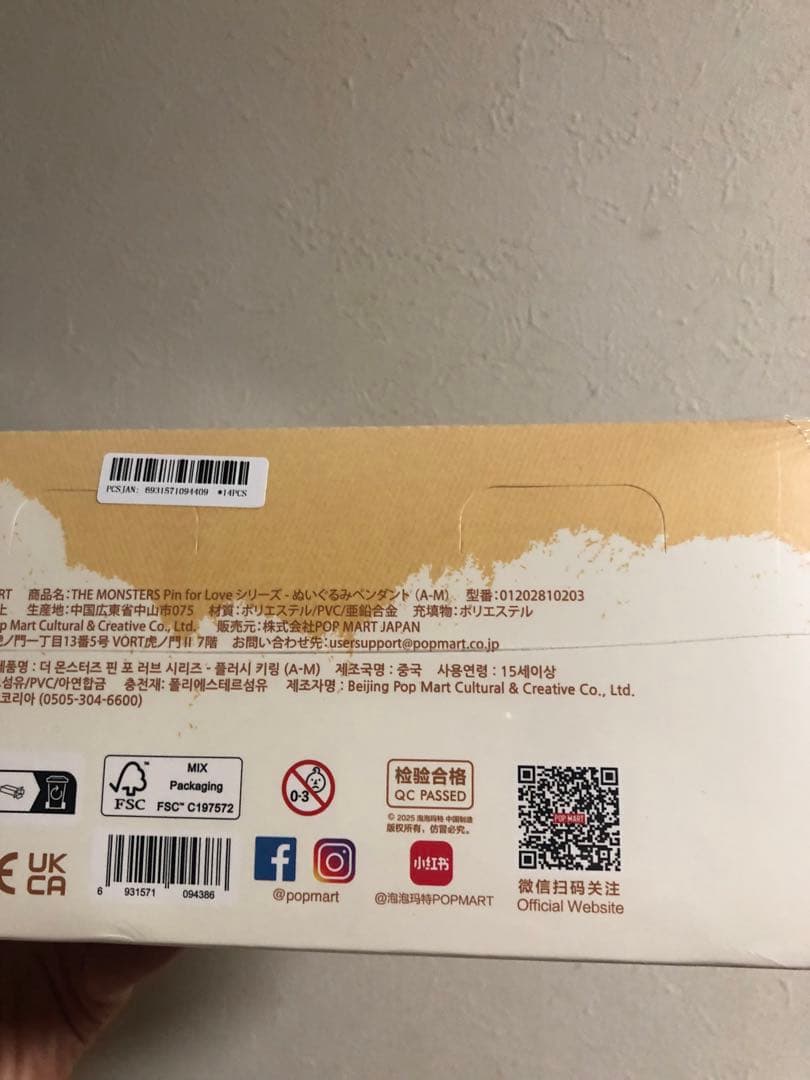 PCSJAN: 6931571094409 *14PCS
RT 商品名:THE MONSTERS Pin for Love シリーズ - ぬいぐるみペンダント (A-M) 型番:01202810203
上 生産地:中国広東省中山市075 材質:ポリエステル/PVC/亜鉛合金 充填物:ポリエステル
op Mart Cultural & Creative Co., Ltd. 販売元:株式会社POP MART JAPAN
虎ノ門一丁目13番5号 VORT虎ノ門Ⅱ 7階 お問い合わせ先:usersupport@popmart.co.jp
제품명 : 더 몬스터즈 핀 포 러브 시리즈 - 플러시 키링 (A-M) 제조국명 : 중국 사용연령 : 15세이상
섬유/PVC/아연합금 충전재: 폴리에스테르섬유 제조자명 : Beijing Pop Mart Cultural & Creative Co., Ltd.
코리아 (0505-304-6600)
FSC™
MIX
Packaging
FSC™ C197572
0-3
检验合格
QC PASSED
© 2025 泡泡玛特 中国制造
版权所有，仿冒必究。
POP MART
微信扫码关注
Official Website
CE
UK
CA
6 931571 094386
@popmart
小红书
@泡泡玛特POPMART